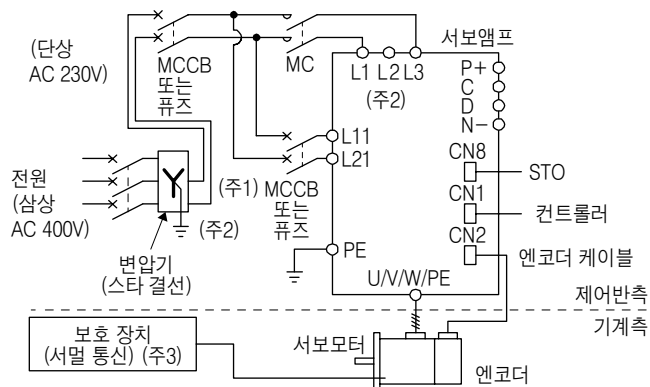 (단상
AC 230V)
MCCB
또는
퓨즈
MC
서보앰프
L1 L2 L3
(주2)
P+
C
D
N−
L11
L21
CN8
STO
CN1
컨트롤러
CN2
엔코더 케이블
전원
(삼상
AC 400V)
(주1)
(주2)
MCCB
또는
퓨즈
변압기
(스타 결선)
PE
U/V/W/PE
제어반측
기계측
보호 장치
(서멀 통신) (주3)
서보모터
엔코더